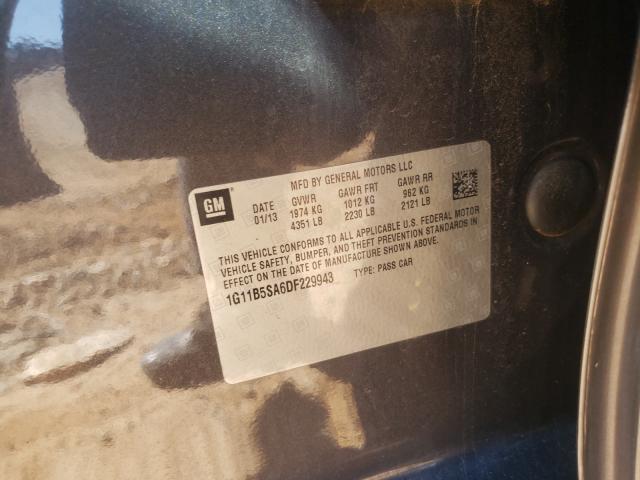 MFD BY GENERAL MOTORS LLC
GM DATE GVWR GAWR FRT GAWR RR
01/13 1974 KG 1012 KG 962 KG
4351 LB 2230 LB 2121 LB
THIS VEHICLE CONFORMS TO ALL APPLICABLE U.S. FEDERAL MOTOR
VEHICLE SAFETY, BUMPER, AND THEFT PREVENTION STANDARDS IN
EFFECT ON THE DATE OF MANUFACTURE SHOWN ABOVE.
1G11B5SA6DF229943 TYPE: PASS CAR